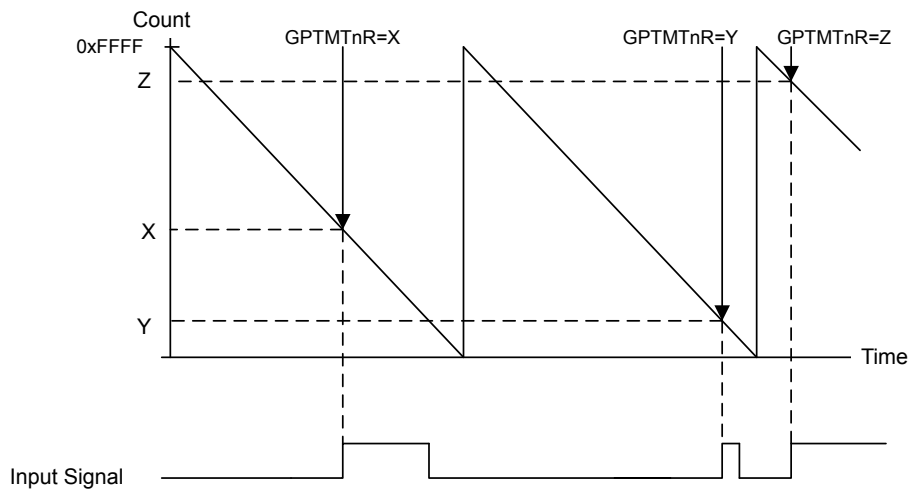 Count
0xFFFF
GPTMTnR=X
GPTMTnR=Y
GPTMTnR=Z
Z
X
Y
Time
Input Signal